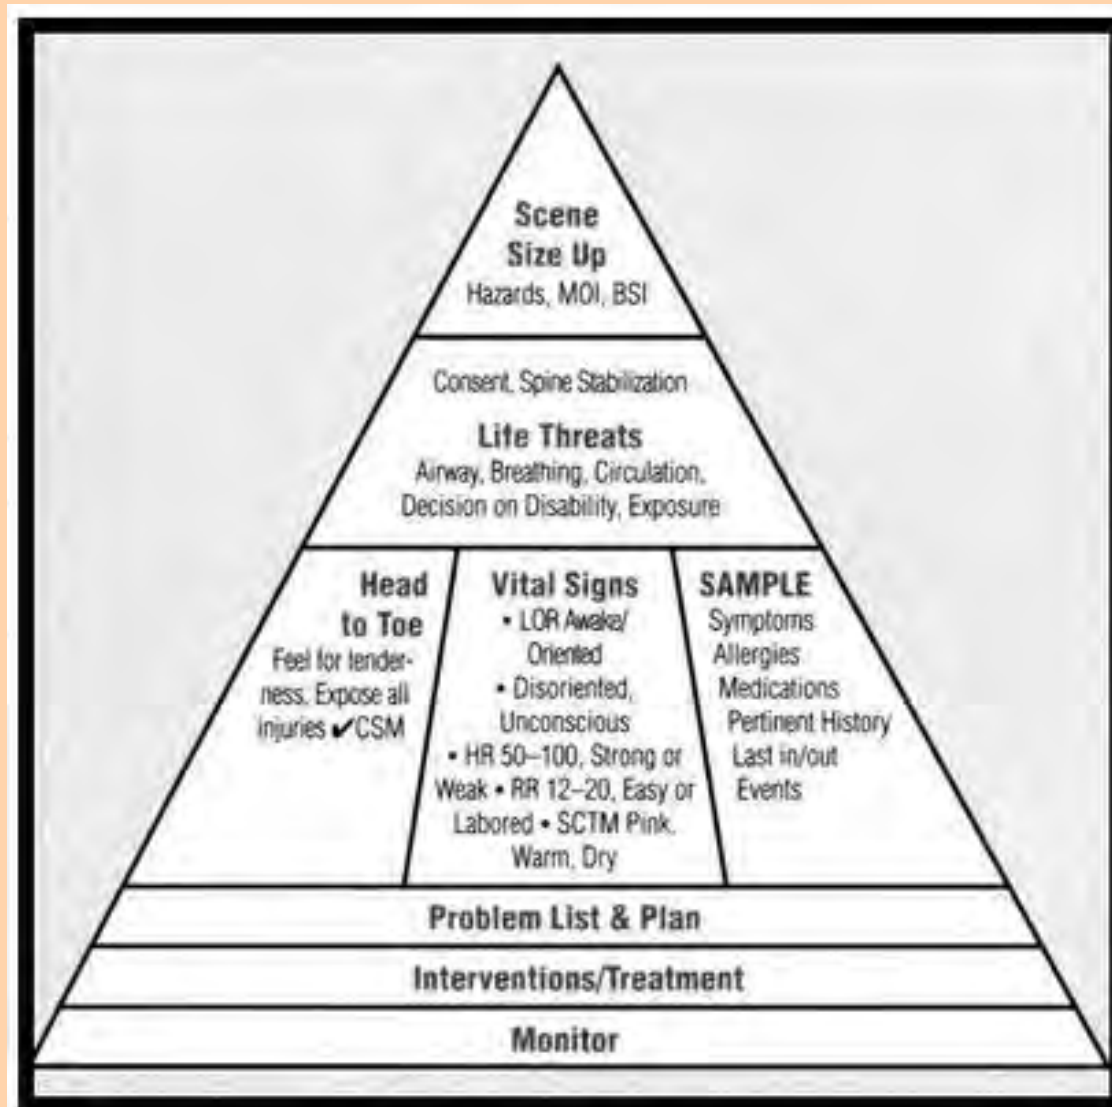 Scene
Size Up
Hazards, MOI, BSI
Consent, Spine Stabilization
Life Threats
Airway, Breathing, Circulation,
Decision on Disability, Exposure
Head
to Toe
Feel for tender-
ness, Expose all
injuries ✔CSM
Vital Signs
• LOR Awake/
Oriented
• Disoriented,
Unconscious
• HR 50–100, Strong or
Weak • RR 12–20, Easy or
Labored • SCTM Pink,
Warm, Dry
SAMPLE
Symptoms
Allergies
Medications
Pertinent History
Last in/out
Events
Problem List & Plan
Interventions/Treatment
Monitor